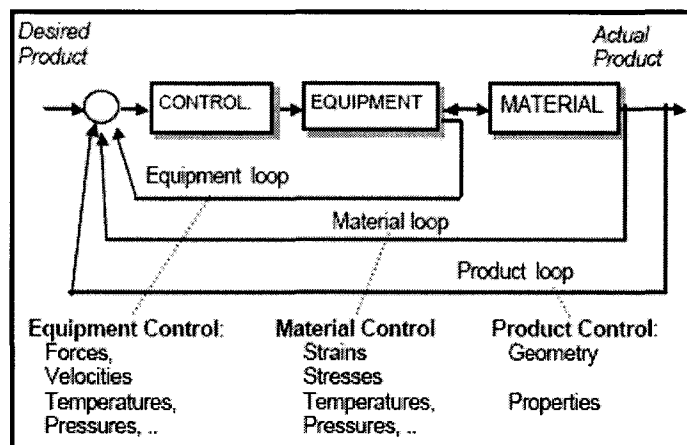 Desired
Product
Actual
Product
CONTROL.
EQUIPMENT
MATERIAL
Equipment loop
Material loop
Product loop
Equipment Control:
Forces,
Velocities
Temperatures,
Pressures, ..
Material Control
Strains
Stresses
Temperatures,
Pressures, ..
Product Control:
Geometry
Properties